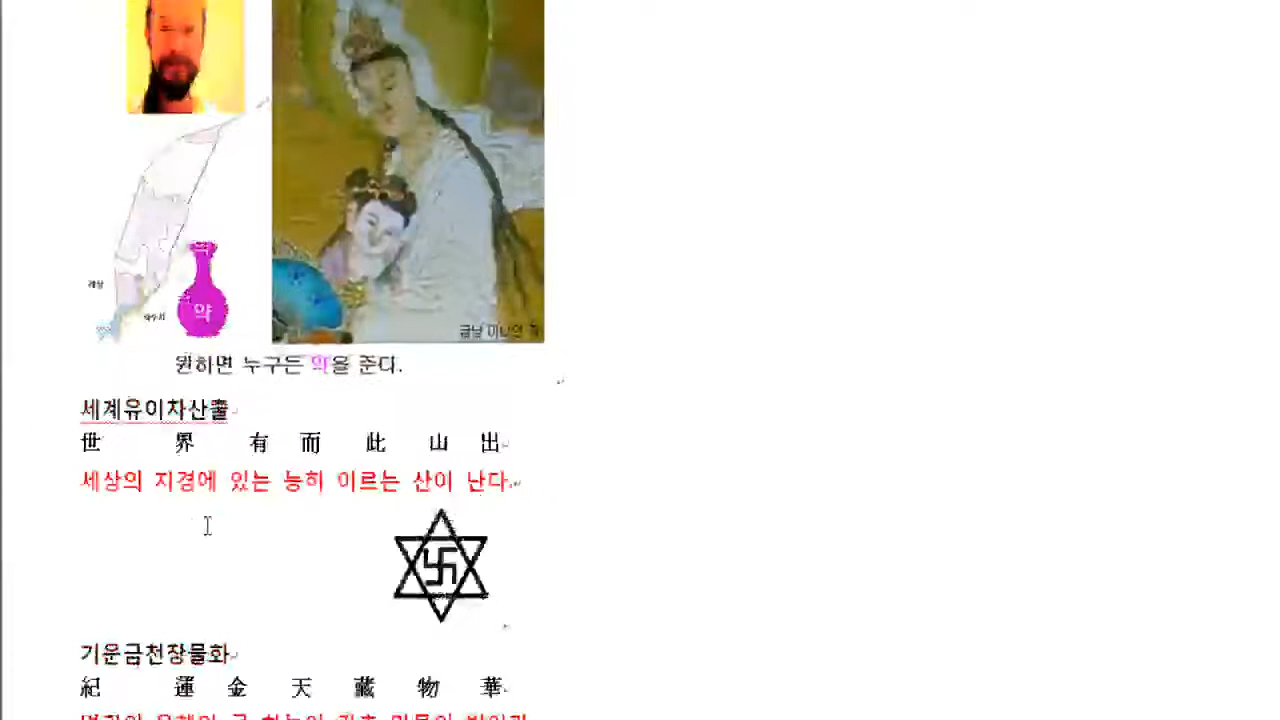 약
원하면 누구든 약을 준다.
세계유이차산출
世 界 有 而 此 山 出
세상의 지경에 있는 능히 이르는 산이 난다.
기운금천장물화
紀 運 金 天 藏 物 華